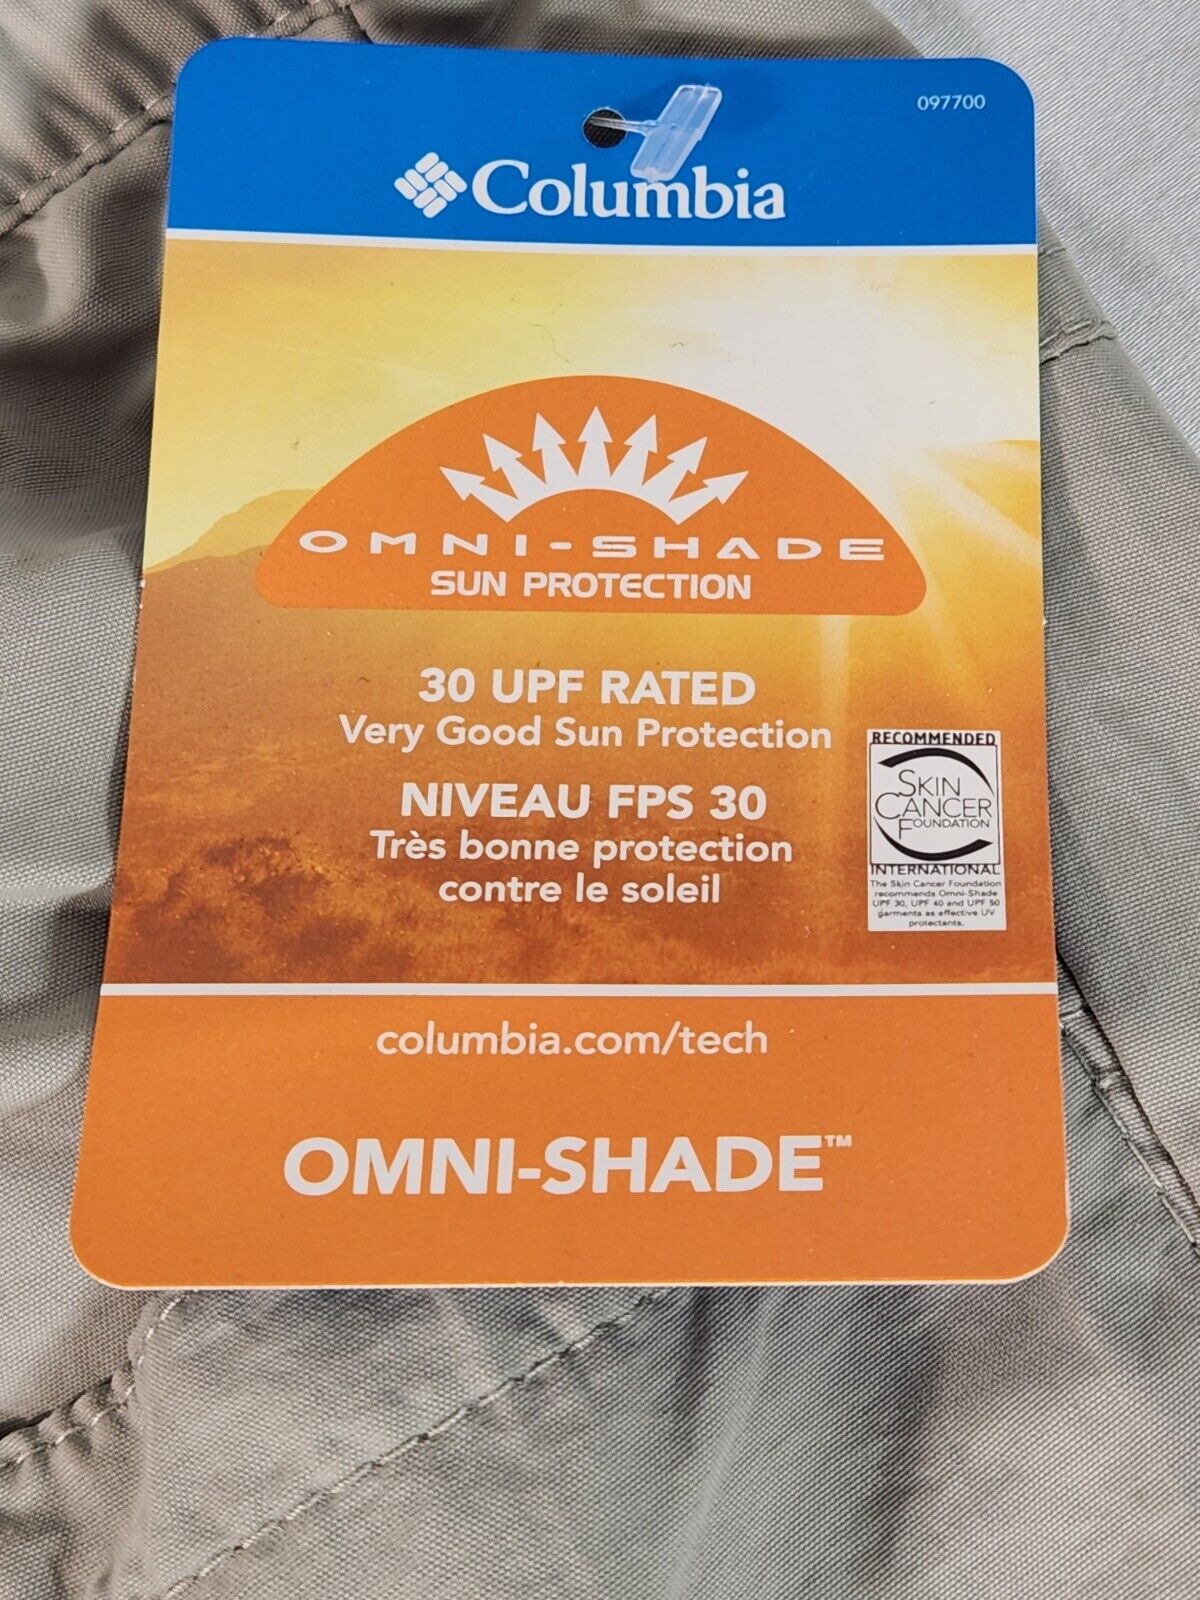 097700
Columbia
OMNI-SHADE
SUN PROTECTION
30 UPF RATED
Very Good Sun Protection
NIVEAU FPS 30
Très bonne protection
contre le soleil
RECOMMENDED
SKIN
CANCER
FOUNDATION
INTERNATIONAL
The Skin Cancer Foundation
recommends Omni-Shade
UPF 30, UPF 40 and UPF 50
garments as effective UV
protectants.
columbia.com/tech
OMNI-SHADE™